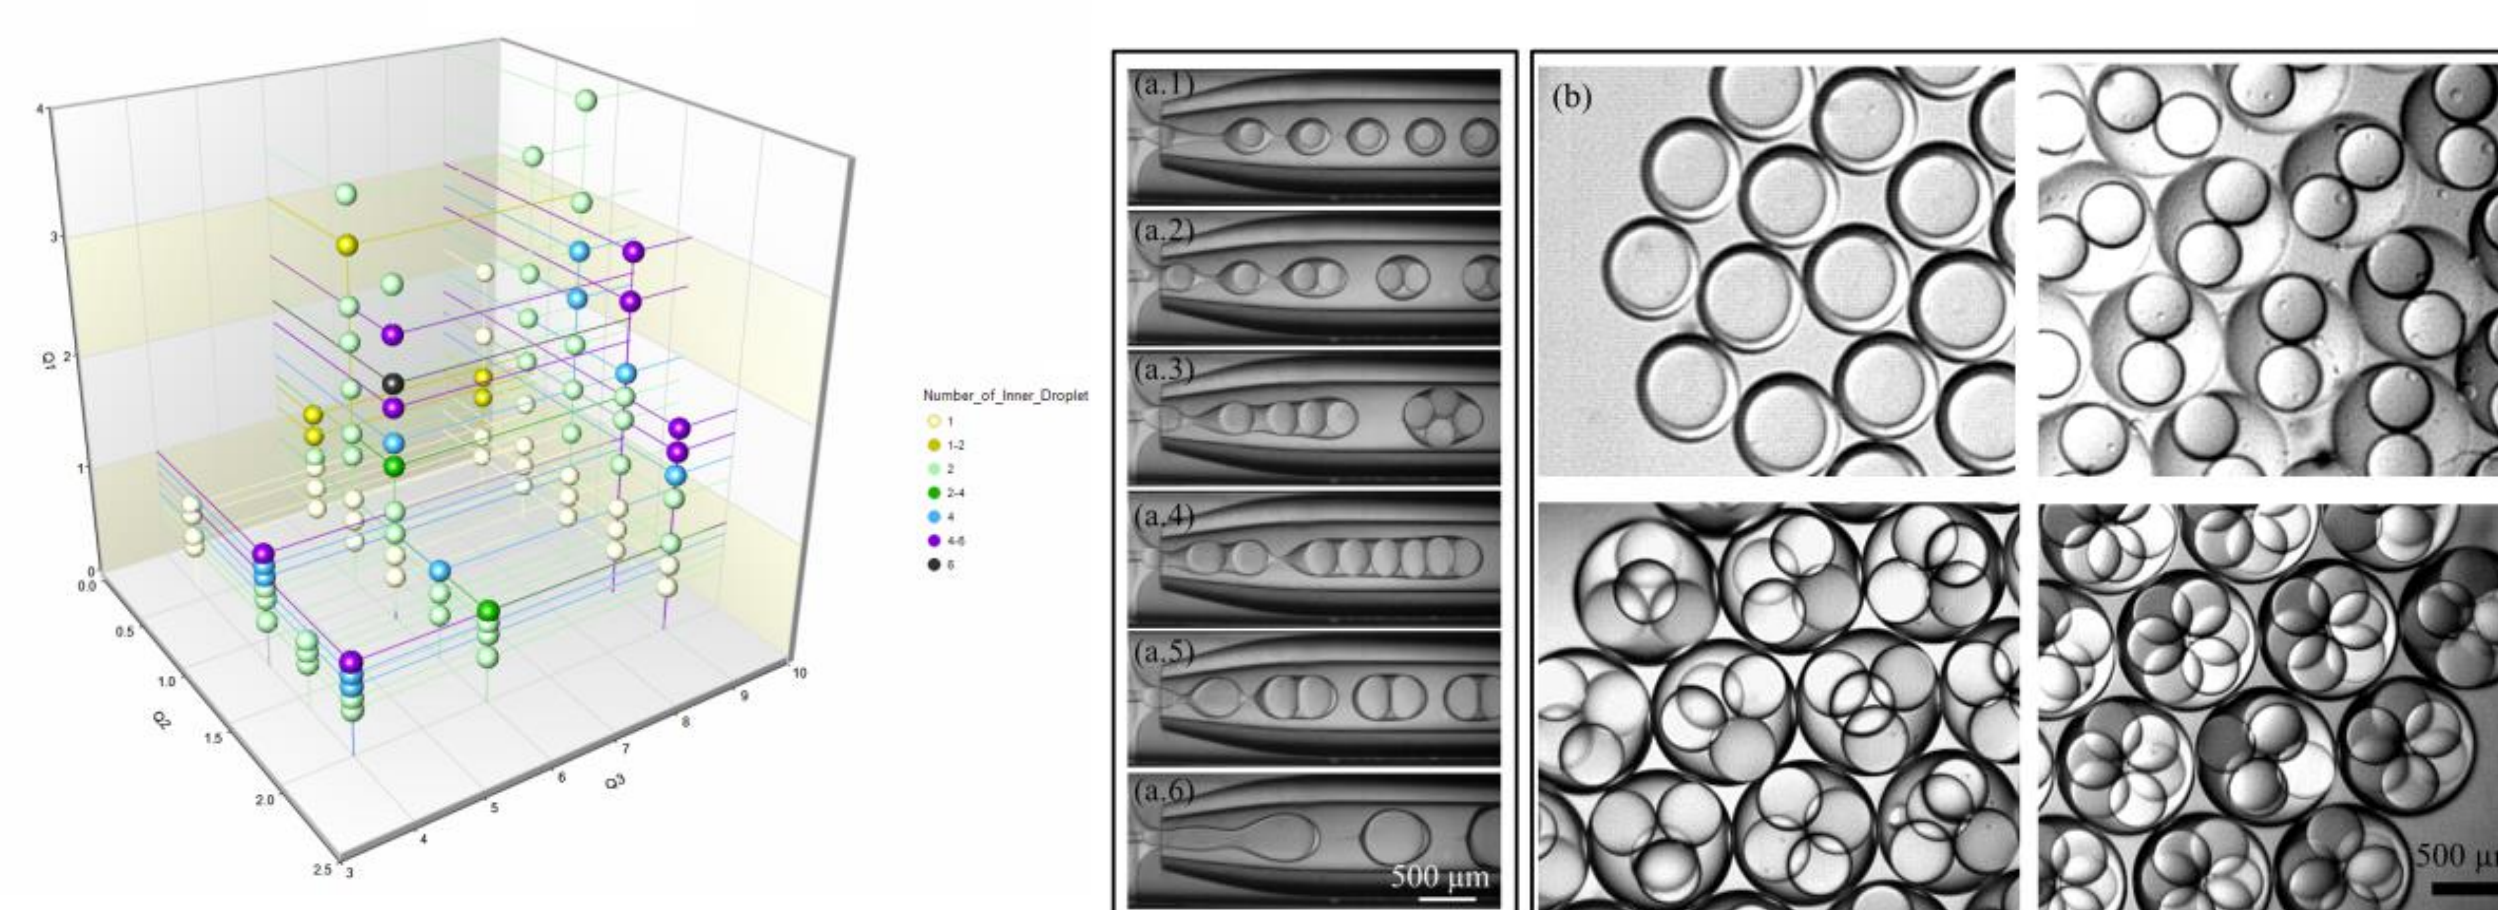 4
3
2
1
0
Q1
0.0
0.5
1.0
1.5
2.0
2.5
Q2
3
4
5
6
7
8
9
10
Q3
Number_of_Inner_Droplet
1
1-2
2
2-4
4
4-6
6
(a.1)
(a.2)
(a.3)
(a.4)
(a.5)
(a.6)
500 μm
(b)
500 μ